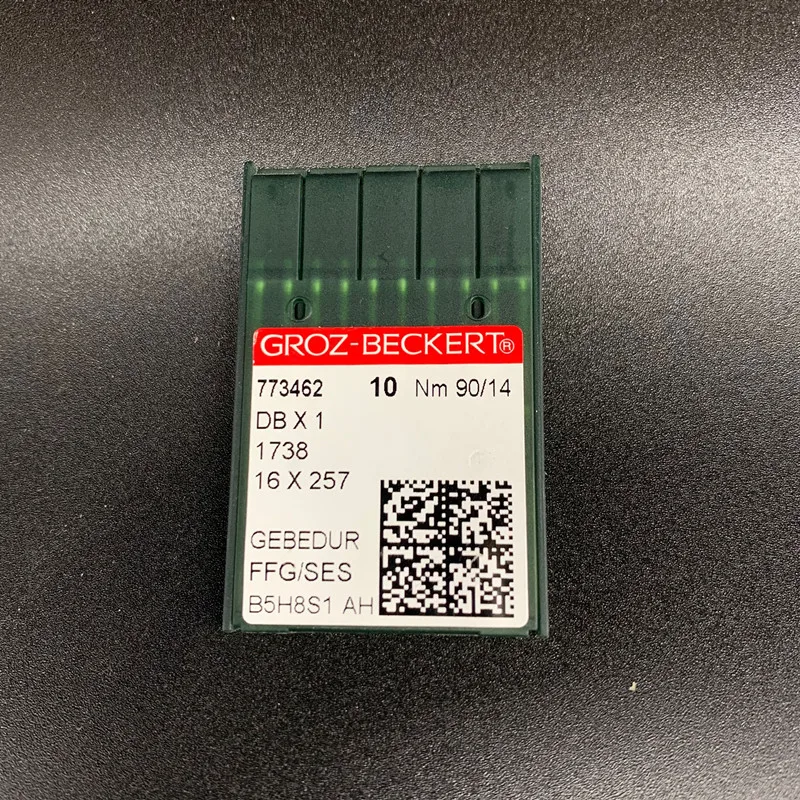 GROZ-BECKERT®
773462 10 Nm 90/14
DB X 1
1738
16 X 257
GEBEDUR
FFG/SES
B5H8S1 AH